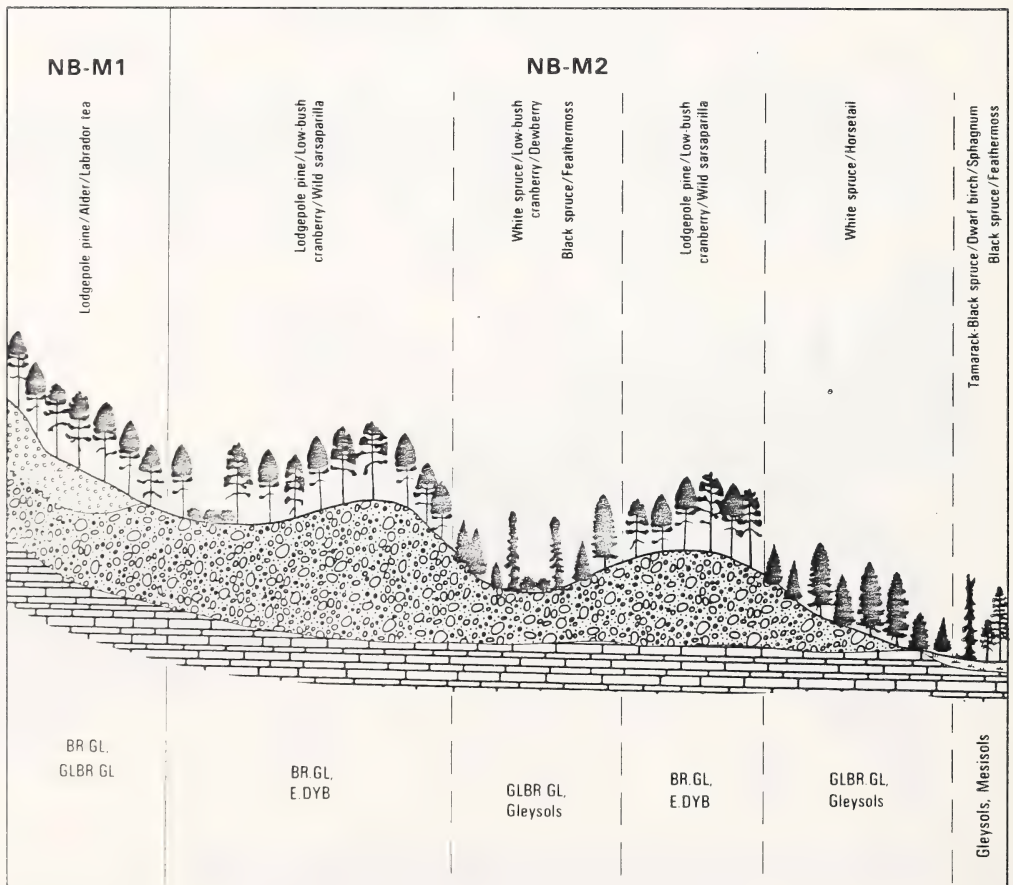 NB-M1
NB-M2
Lodgepole pine/Alder/Labrador tea
Lodgepole pine/Low-bush
cranberry/Wild sarsaparilla
White spruce/Low-bush
cranberry/Dewberry
Black spruce/Feathermoss
Lodgepole pine/Low-bush
cranberry/Wild sarsaparilla
White spruce/Horsetail
Tamarack-Black spruce/Dwarf birch/Sphagnum
Black spruce/Feathermoss
BR.GL,
GLBR GL
BR.GL,
E.DYB
GLBR GL,
Gleysols
BR.GL,
E.DYB
GLBR.GL,
Gleysols
Gleysols, Mesisols